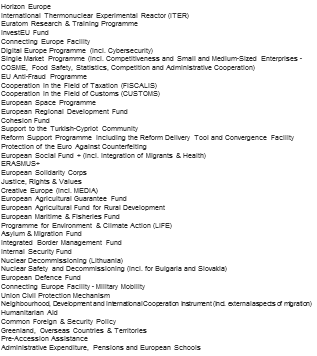 Horizon Europe
International Thermonuclear Experimental Reactor (ITER)
Euratom Research & Training Programme
InvestEU Fund
Connecting Europe Facility
Digital Europe Programme (incl. Cybersecurity)
Single Market Programme (incl. Competitiveness and Small and Medium-Sized Enterprises -
COSME, Food Safety, Statistics, Competition and Administrative Cooperation)
EU Anti-Fraud Programme
Cooperation in the Field of Taxation (FISCALIS)
Cooperation in the Field of Customs (CUSTOMS)
European Space Programme
European Regional Development Fund
Cohesion Fund
Support to the Turkish-Cypriot Community
Reform Support Programme including the Reform Delivery Tool and Convergence Facility
Protection of the Euro Against Counterfeiting
European Social Fund + (incl. Integration of Migrants & Health)
ERASMUS+
European Solidarity Corps
Justice, Rights & Values
Creative Europe (incl. MEDIA)
European Agricultural Guarantee Fund
European Agricultural Fund for Rural Development
European Maritime & Fisheries Fund
Programme for Environment & Climate Action (LIFE)
Asylum & Migration Fund
Integrated Border Management Fund
Internal Security Fund
Nuclear Decommissioning (Lithuania)
Nuclear Safety and Decommissioning (incl. for Bulgaria and Slovakia)
European Defence Fund
Connecting Europe Facility - Military Mobility
Union Civil Protection Mechanism
Neighbourhood, Development and International Cooperation Instrument (incl. external aspects of migration)
Humanitarian Aid
Common Foreign & Security Policy
Greenland, Overseas Countries & Territories
Pre-Accession Assistance
Administrative Expenditure, Pensions and European Schools